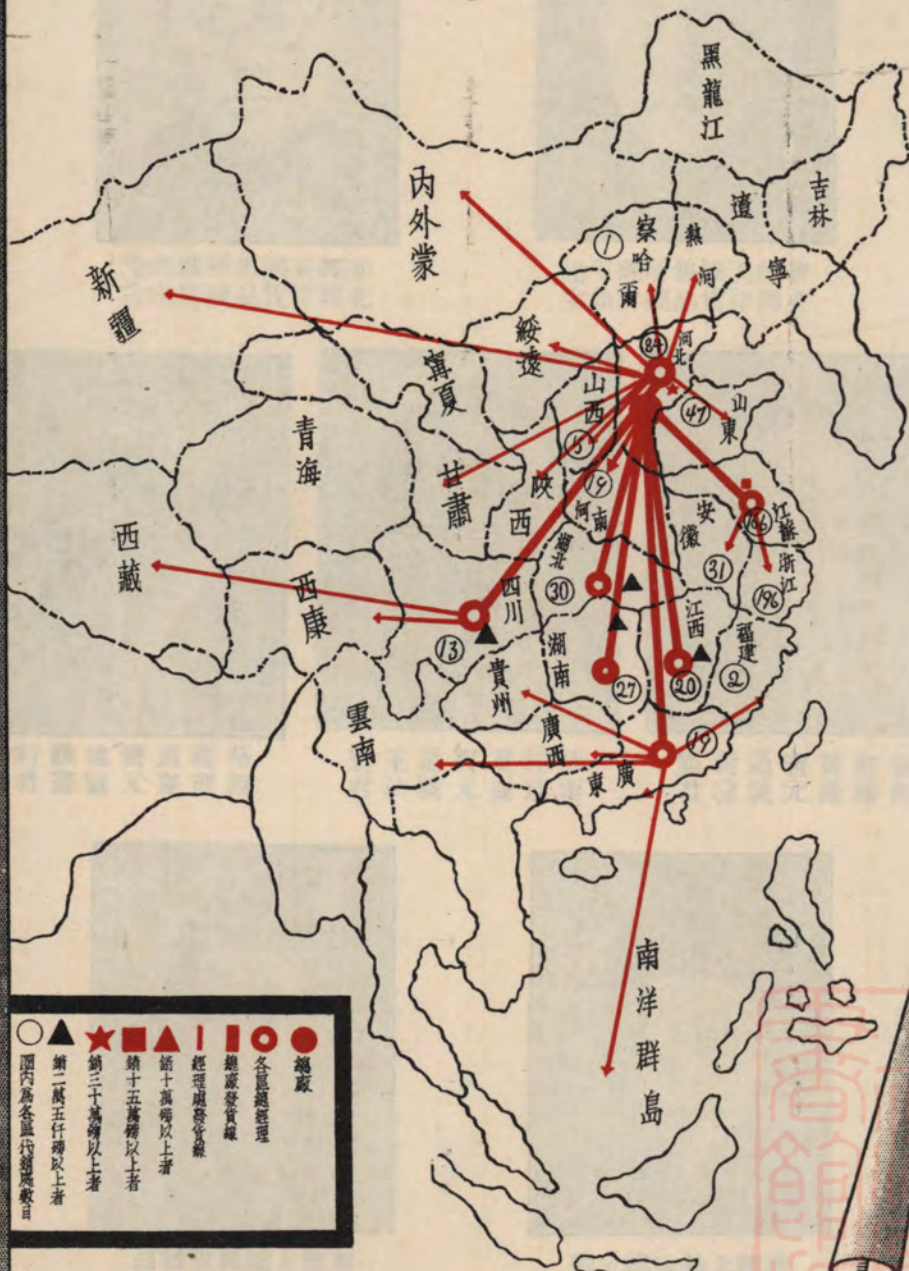 黑龍江
吉林
遼
寧
內外蒙
察哈爾
①
熱
河
新疆
綏遠
寧夏
84
河北
山西
5
47
山東
青海
甘肅
陝
西
19
河
南
安
徽
31
166
江蘇
浙江
196
西藏
西康
四川
13
湖北
30
湖南
27
江西
20
福建
2
貴州
雲南
廣西
廣
東
19
南洋群島
總廠
各區總經理
總廠發貨線
經理處發貨線
銷十萬磅以上者
銷十五萬磅以上者
銷三十萬磅以上者
銷二萬五仟磅以上者
圈內爲各區代銷處數目